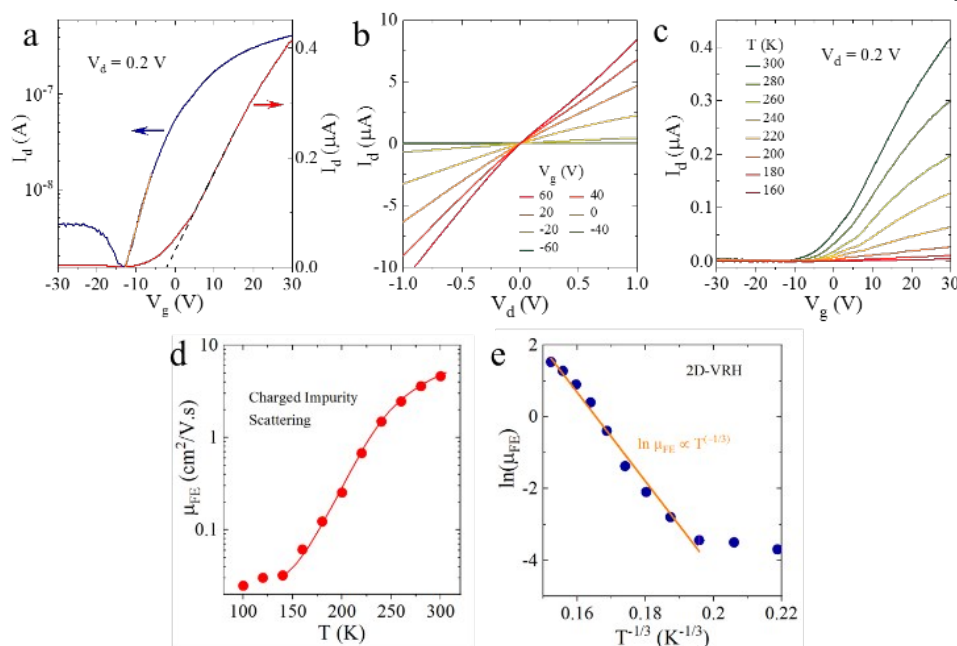 a
V_d = 0.2 V
I_d (A)
10^-7
10^-8
-30 -20 -10 0 10 20 30
V_g (V)
0.4
0.2
0.0
I_d (µA)
b
I_d (µA)
10
5
0
-5
-10
V_g (V)
60 40
20 0
-20 -40
-60
-1.0 -0.5 0.0 0.5 1.0
V_d (V)
c
T (K)
300
280
260
240
220
200
180
160
V_d = 0.2 V
I_d (µA)
0.4
0.3
0.2
0.1
0.0
-30 -20 -10 0 10 20 30
V_g (V)
d
Charged Impurity
Scattering
µ_FE (cm²/V.s)
10
1
0.1
100 150 200 250 300
T (K)
e
2D-VRH
ln µ_FE ∝ T^(-1/3)
ln(µ_FE)
2
0
-2
-4
0.16 0.18 0.2 0.22
T^-1/3 (K^-1/3)